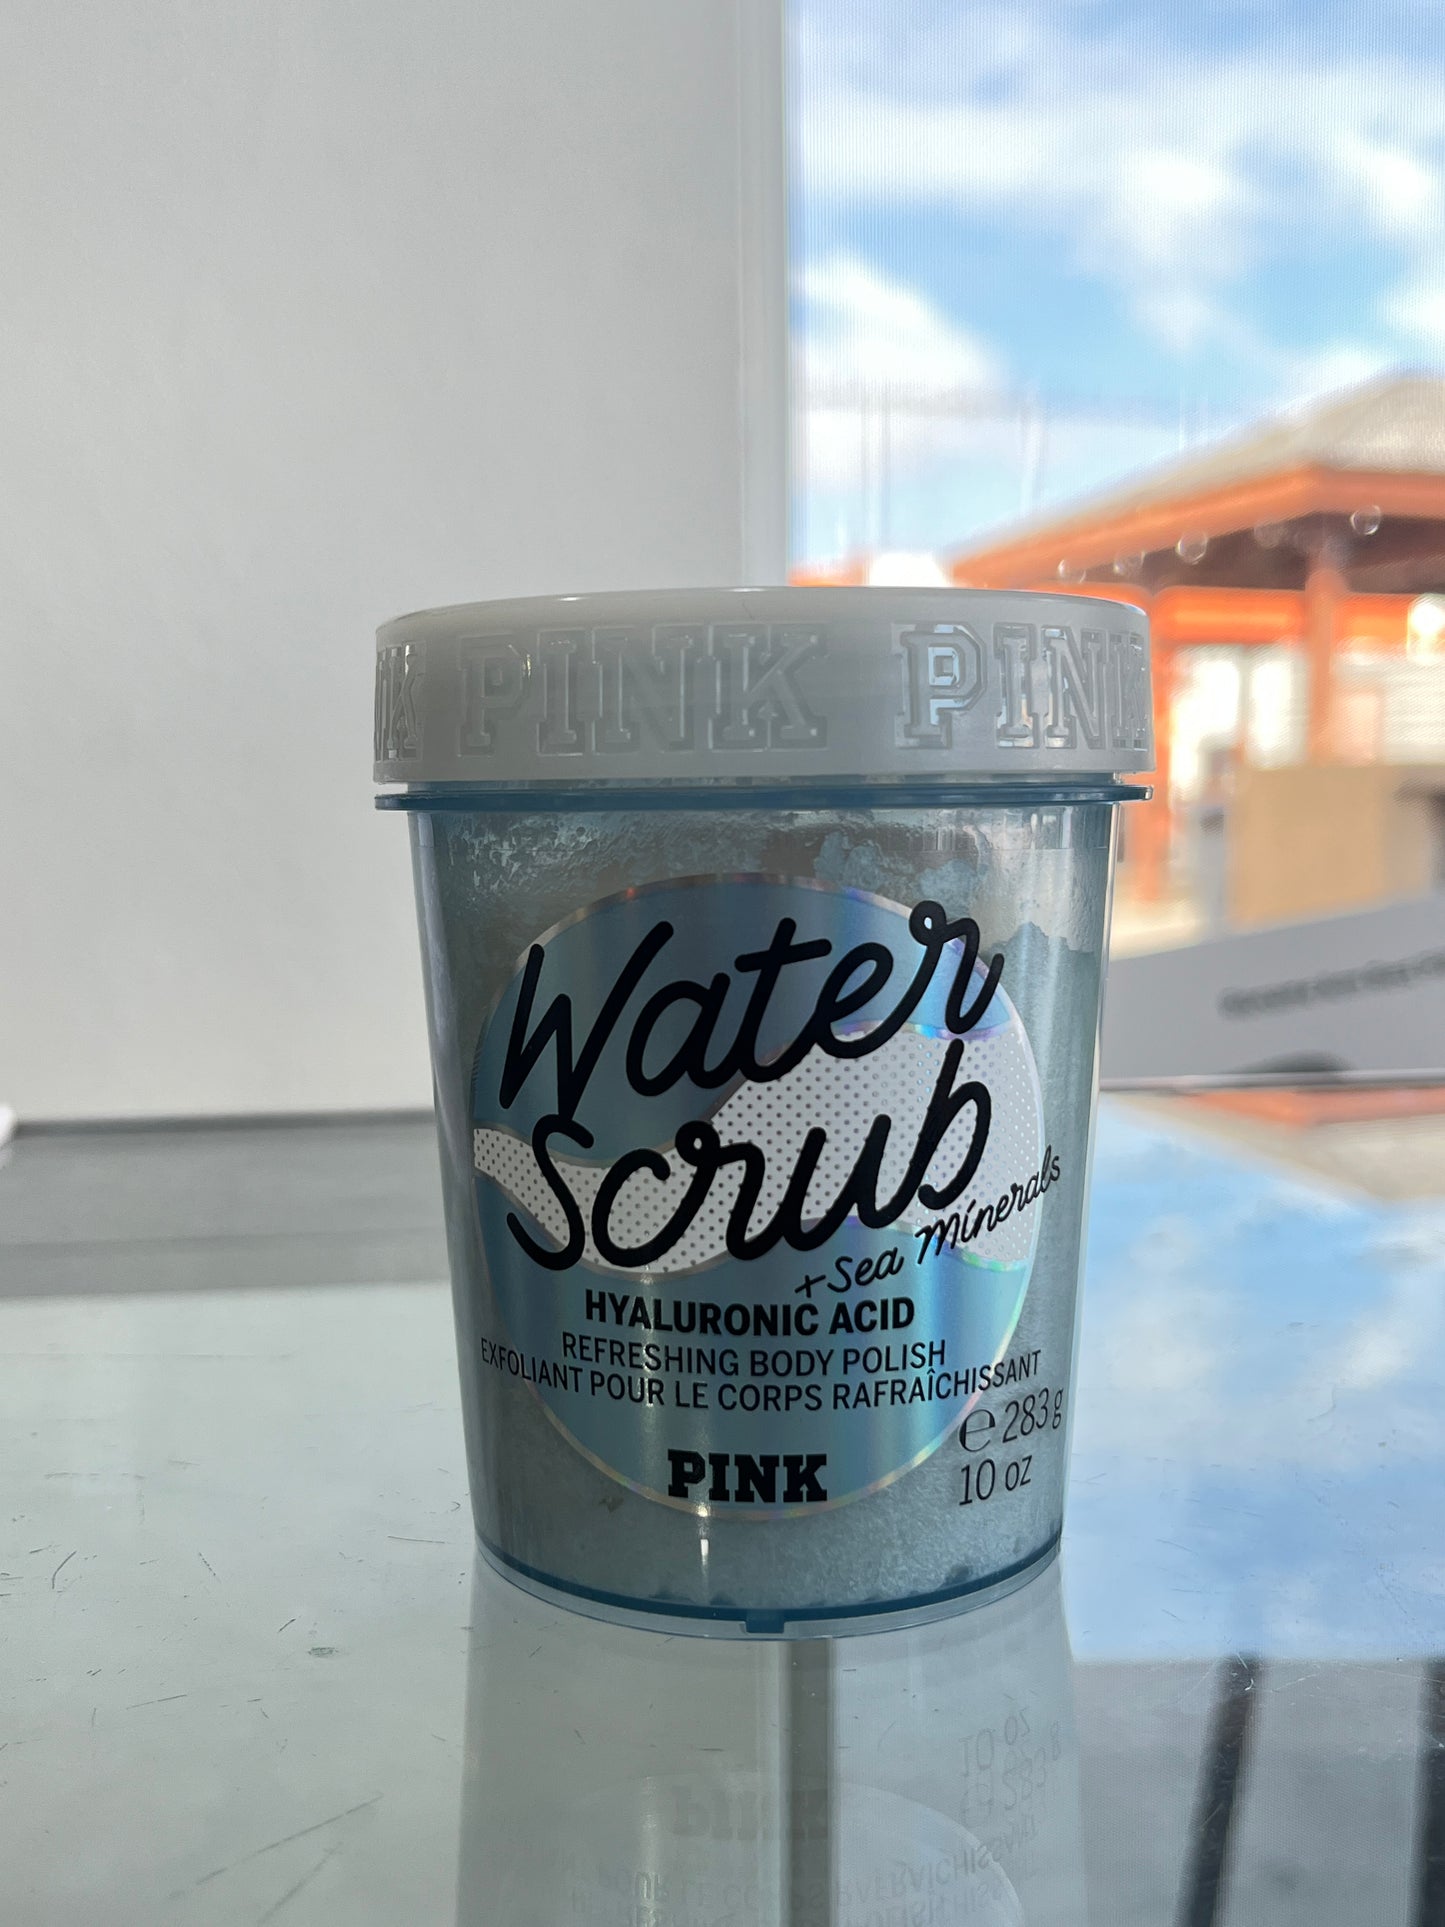 PINK PINK
Water
Scrub
+ Sea Minerals
HYALURONIC ACID
REFRESHING BODY POLISH
EXFOLIANT POUR LE CORPS RAFRAÎCHISSANT
℮ 283 g
10 oz
PINK